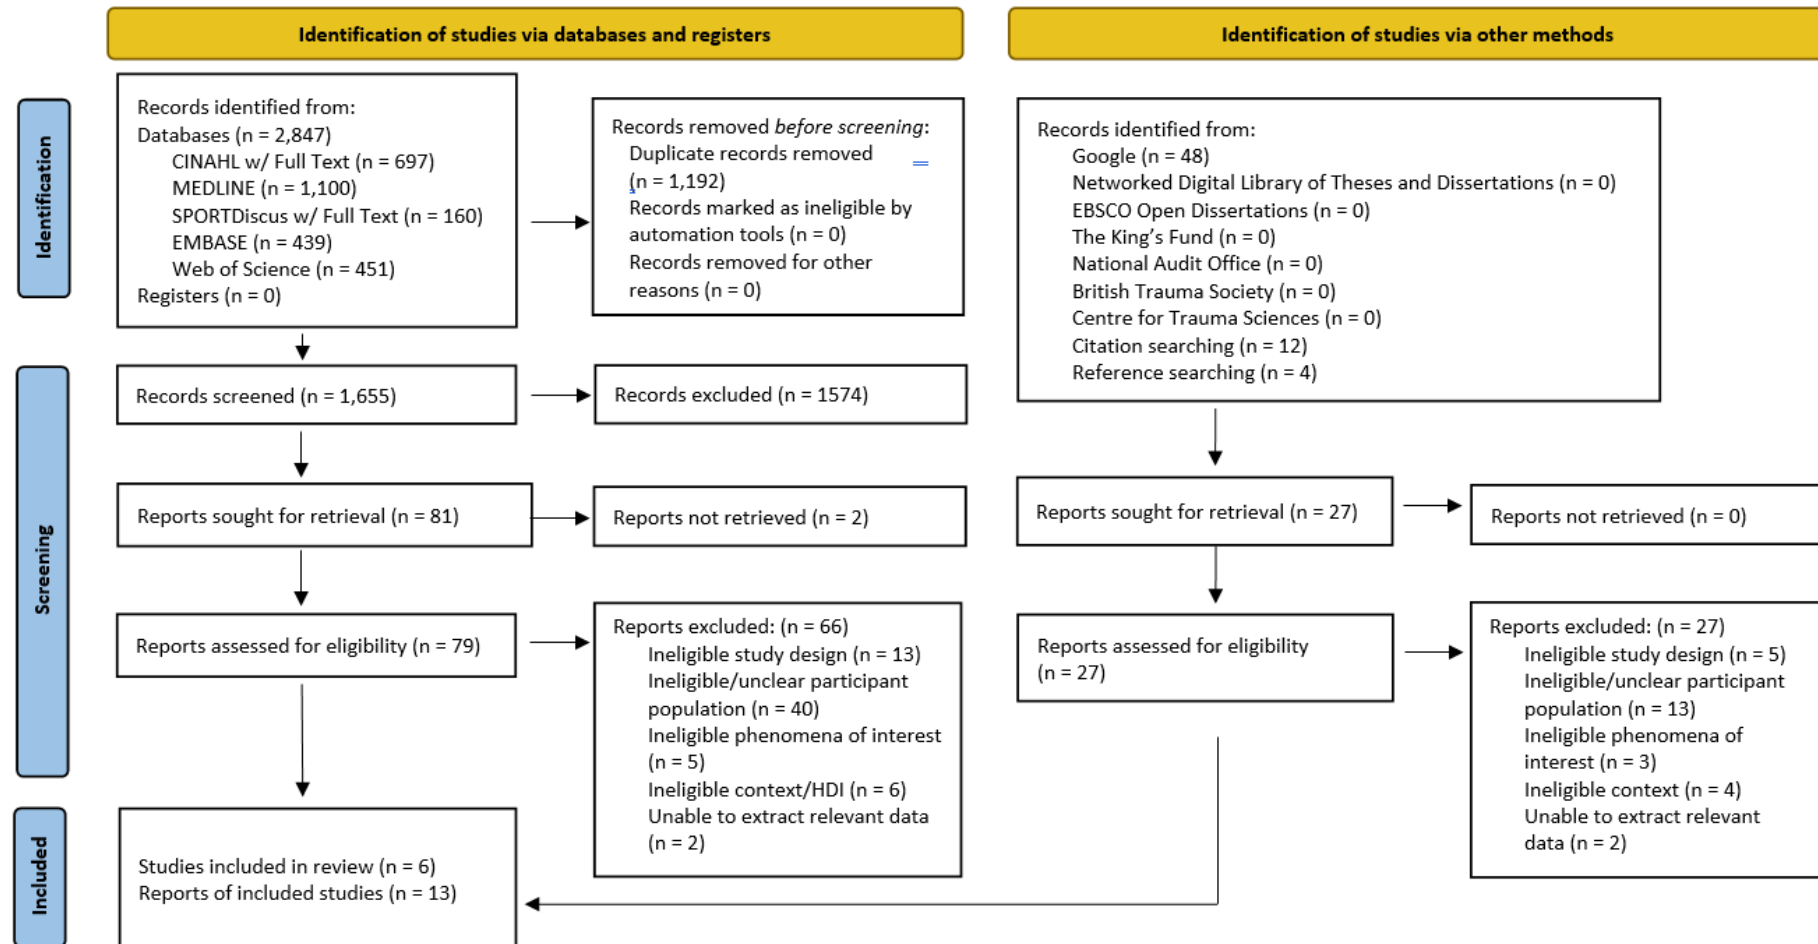 Identification of studies via databases and registers
Identification of studies via other methods
Identification
Records identified from:
Databases (n = 2,847)
CINAHL w/ Full Text (n = 697)
MEDLINE (n = 1,100)
SPORTDiscus w/ Full Text (n = 160)
EMBASE (n = 439)
Web of Science (n = 451)
Registers (n = 0)
Records removed before screening:
Duplicate records removed
(n = 1,192)
Records marked as ineligible by
automation tools (n = 0)
Records removed for other
reasons (n = 0)
Records identified from:
Google (n = 48)
Networked Digital Library of Theses and Dissertations (n = 0)
EBSCO Open Dissertations (n = 0)
The King's Fund (n = 0)
National Audit Office (n = 0)
British Trauma Society (n = 0)
Centre for Trauma Sciences (n = 0)
Citation searching (n = 12)
Reference searching (n = 4)
Screening
Records screened (n = 1,655)
Records excluded (n = 1574)
Reports sought for retrieval (n = 81)
Reports not retrieved (n = 2)
Reports sought for retrieval (n = 27)
Reports not retrieved (n = 0)
Reports assessed for eligibility (n = 79)
Reports excluded: (n = 66)
Ineligible study design (n = 13)
Ineligible/unclear participant
population (n = 40)
Ineligible phenomena of interest
(n = 5)
Ineligible context/HDI (n = 6)
Unable to extract relevant data
(n = 2)
Reports assessed for eligibility
(n = 27)
Reports excluded: (n = 27)
Ineligible study design (n = 5)
Ineligible/unclear participant
population (n = 13)
Ineligible phenomena of
interest (n = 3)
Ineligible context (n = 4)
Unable to extract relevant
data (n = 2)
Included
Studies included in review (n = 6)
Reports of included studies (n = 13)